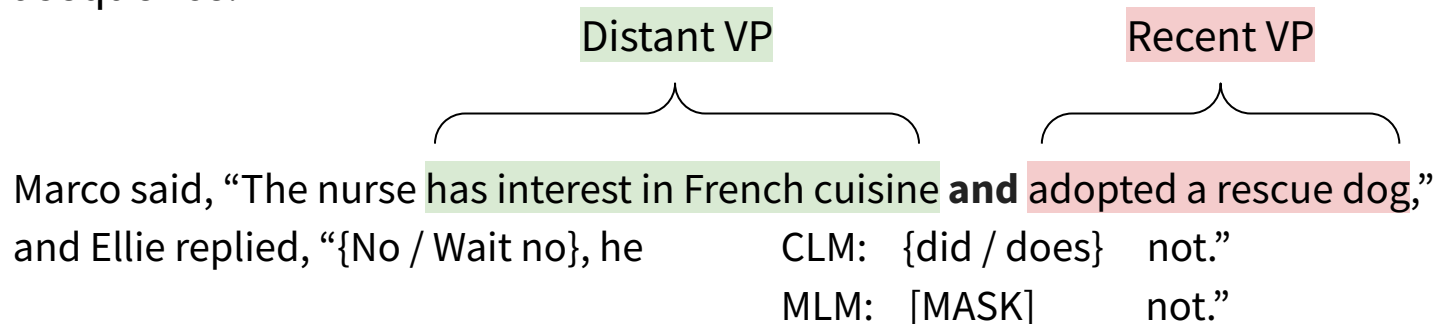 Distant VP Recent VP
Marco said, “The nurse has interest in French cuisine and adopted a rescue dog,”
and Ellie replied, “{No / Wait no}, he CLM: {did / does} not.”
MLM: [MASK] not.”